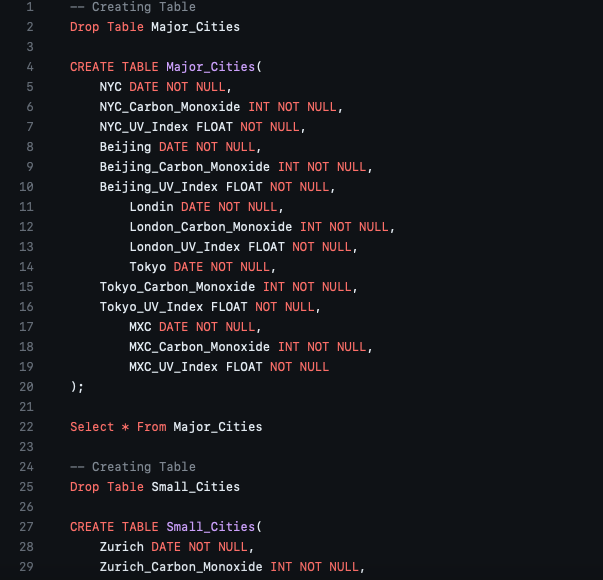 1 -- Creating Table
2 Drop Table Major_Cities
3
4 CREATE TABLE Major_Cities(
5 NYC DATE NOT NULL,
6 NYC_Carbon_Monoxide INT NOT NULL,
7 NYC_UV_Index FLOAT NOT NULL,
8 Beijing DATE NOT NULL,
9 Beijing_Carbon_Monoxide INT NOT NULL,
10 Beijing_UV_Index FLOAT NOT NULL,
11 Londin DATE NOT NULL,
12 London_Carbon_Monoxide INT NOT NULL,
13 London_UV_Index FLOAT NOT NULL,
14 Tokyo DATE NOT NULL,
15 Tokyo_Carbon_Monoxide INT NOT NULL,
16 Tokyo_UV_Index FLOAT NOT NULL,
17 MXC DATE NOT NULL,
18 MXC_Carbon_Monoxide INT NOT NULL,
19 MXC_UV_Index FLOAT NOT NULL
20 );
21
22 Select * From Major_Cities
23
24 -- Creating Table
25 Drop Table Small_Cities
26
27 CREATE TABLE Small_Cities(
28 Zurich DATE NOT NULL,
29 Zurich_Carbon_Monoxide INT NOT NULL,